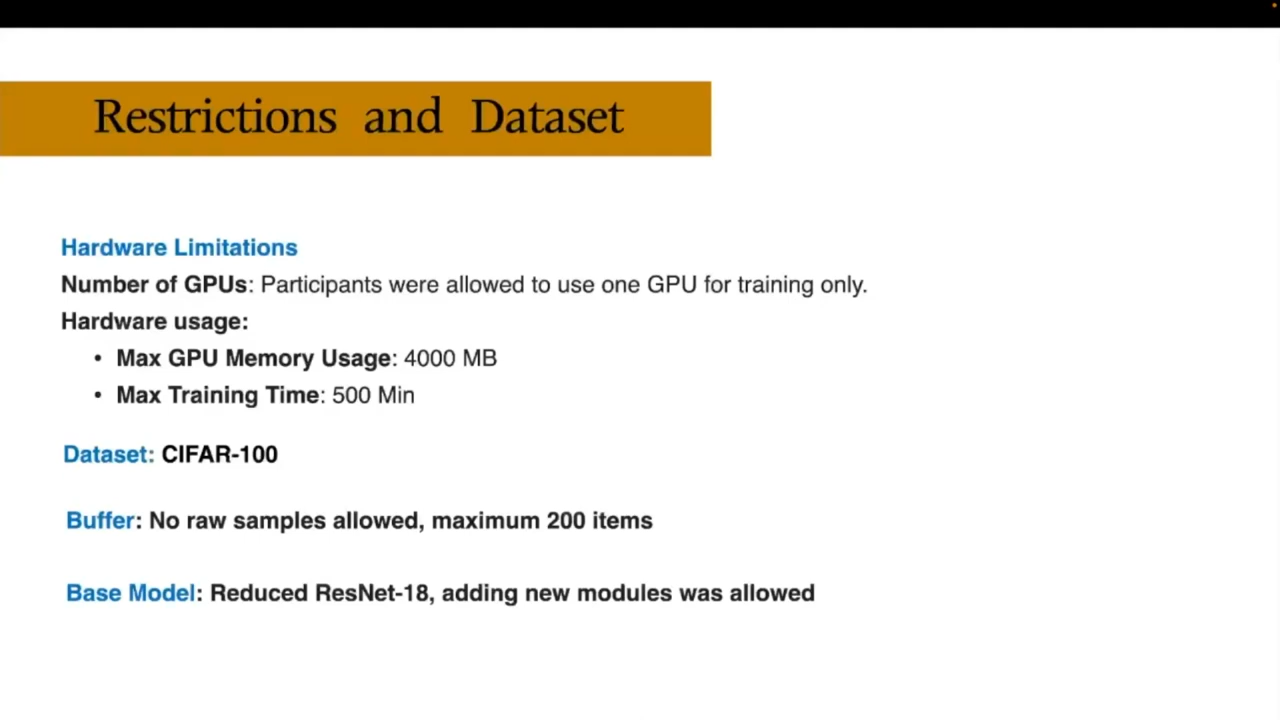 Restrictions and Dataset
Hardware Limitations
Number of GPUs: Participants were allowed to use one GPU for training only.
Hardware usage:
• Max GPU Memory Usage: 4000 MB
• Max Training Time: 500 Min
Dataset: CIFAR-100
Buffer: No raw samples allowed, maximum 200 items
Base Model: Reduced ResNet-18, adding new modules was allowed